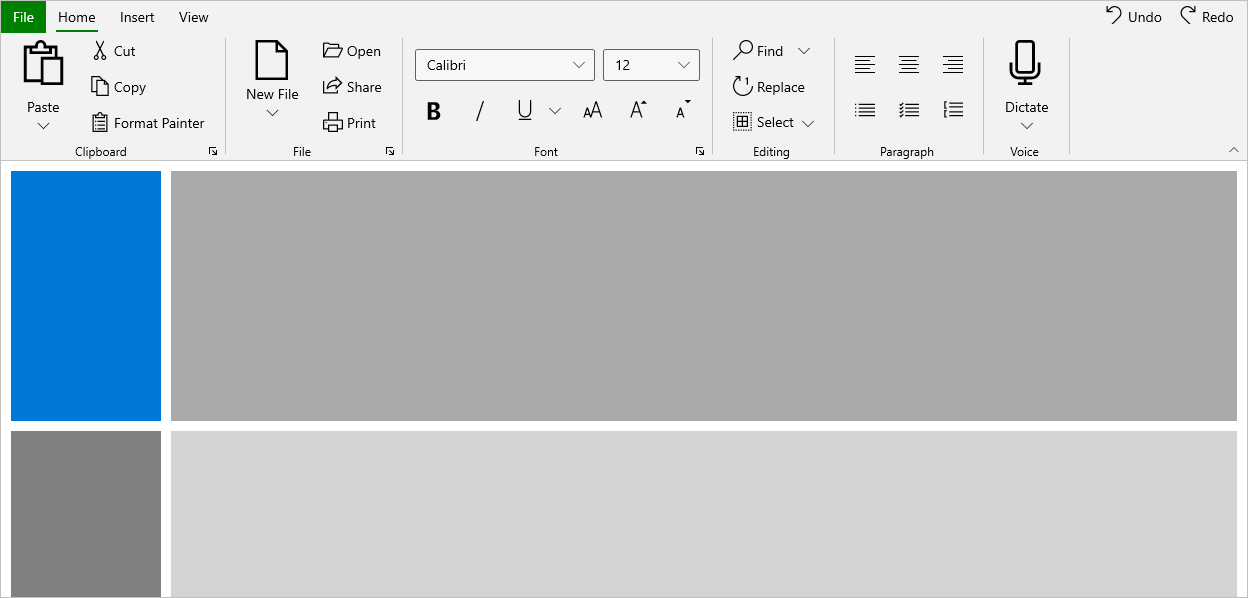 File Home Insert View Undo Redo
Paste
Cut
Copy
Format Painter
Clipboard
New File
Open
Share
Print
File
Calibri 12
B / U AA A A
Font
Find
Replace
Select
Editing
Paragraph
Dictate
Voice